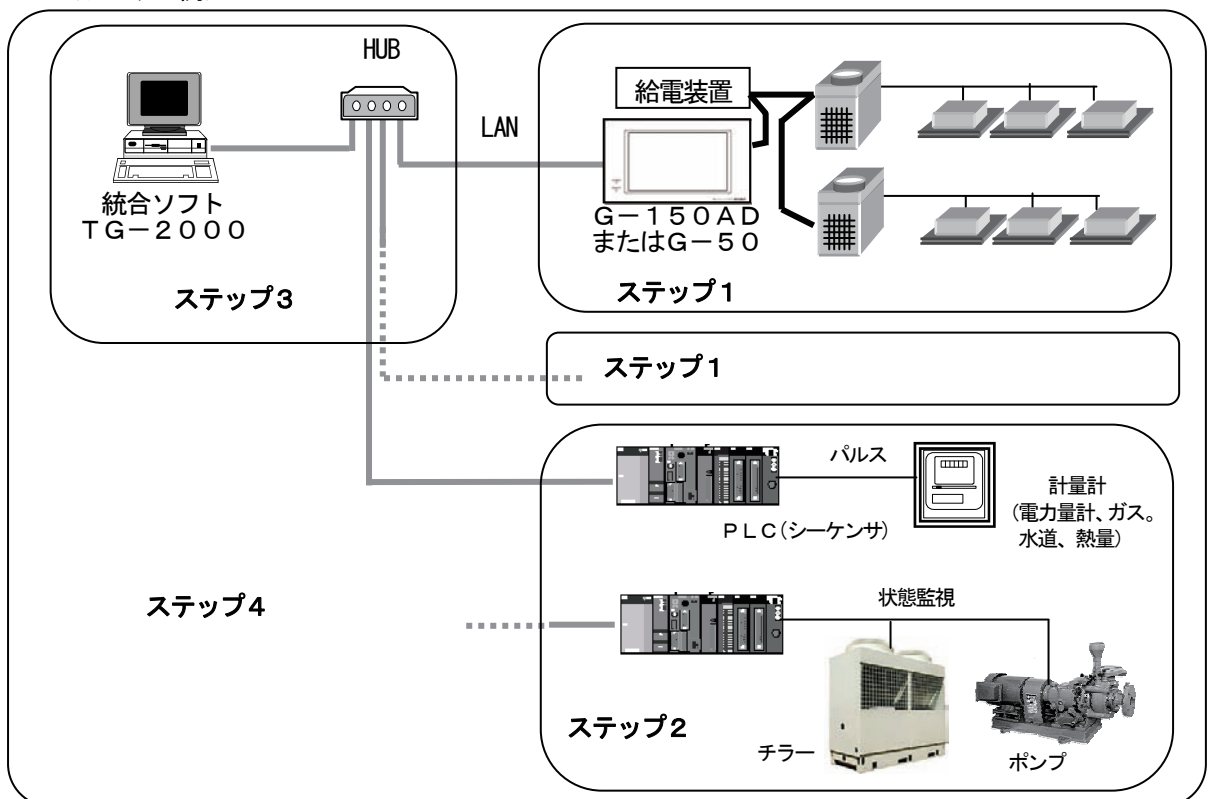 HUB
LAN
統合ソフト
TG-2000
ステップ3
給電装置
G-150AD
またはG-50
ステップ1
ステップ1
パルス
PLC(シーケンサ)
計量計
(電力量計、ガス。
水道、熱量)
ステップ4
状態監視
ステップ2
チラー
ポンプ